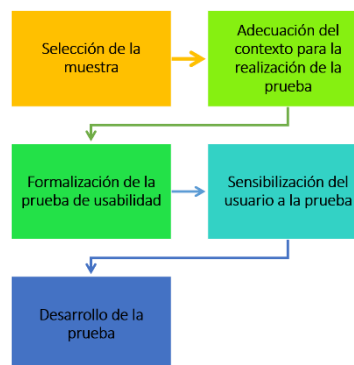 Selección de la
muestra
Adecuación del
contexto para la
realización de la
prueba
Formalización de la
prueba de usabilidad
Sensibilización del
usuario a la prueba
Desarrollo de la
prueba